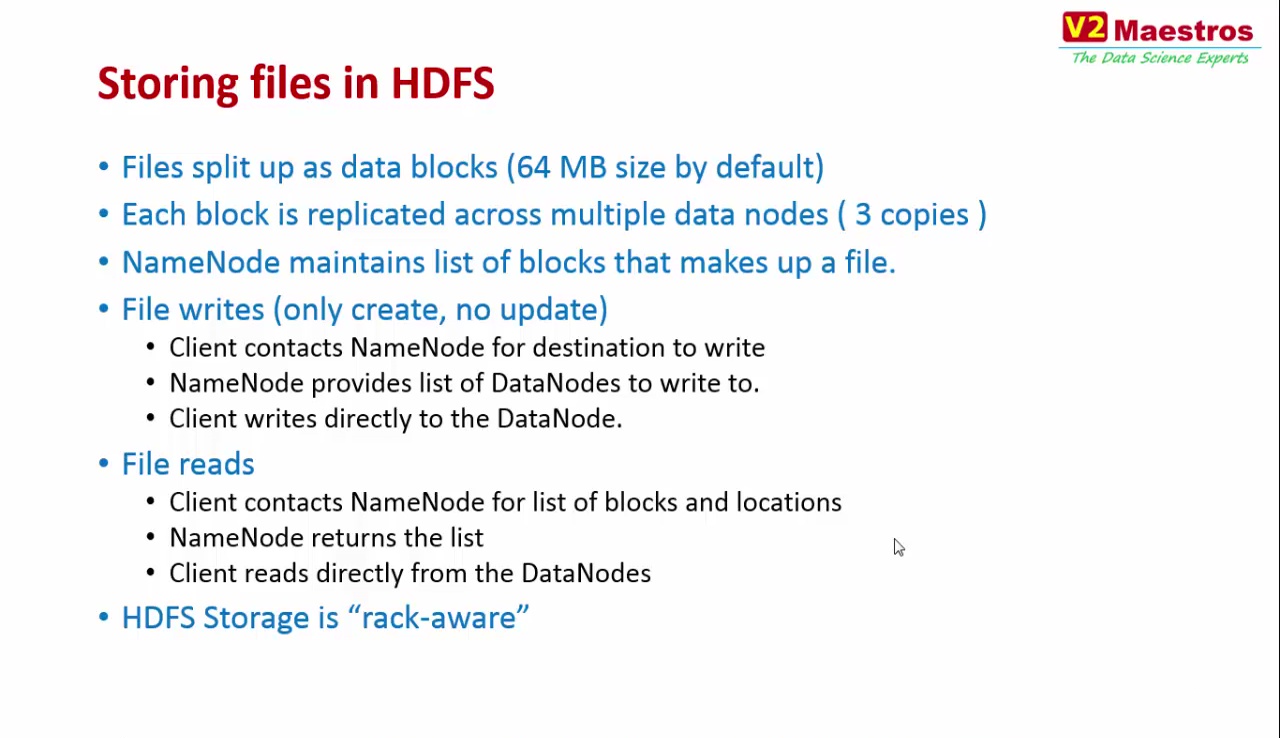 V2 Maestros
The Data Science Experts
Storing files in HDFS
• Files split up as data blocks (64 MB size by default)
• Each block is replicated across multiple data nodes ( 3 copies )
• NameNode maintains list of blocks that makes up a file.
• File writes (only create, no update)
• Client contacts NameNode for destination to write
• NameNode provides list of DataNodes to write to.
• Client writes directly to the DataNode.
• File reads
• Client contacts NameNode for list of blocks and locations
• NameNode returns the list
• Client reads directly from the DataNodes
• HDFS Storage is “rack-aware”